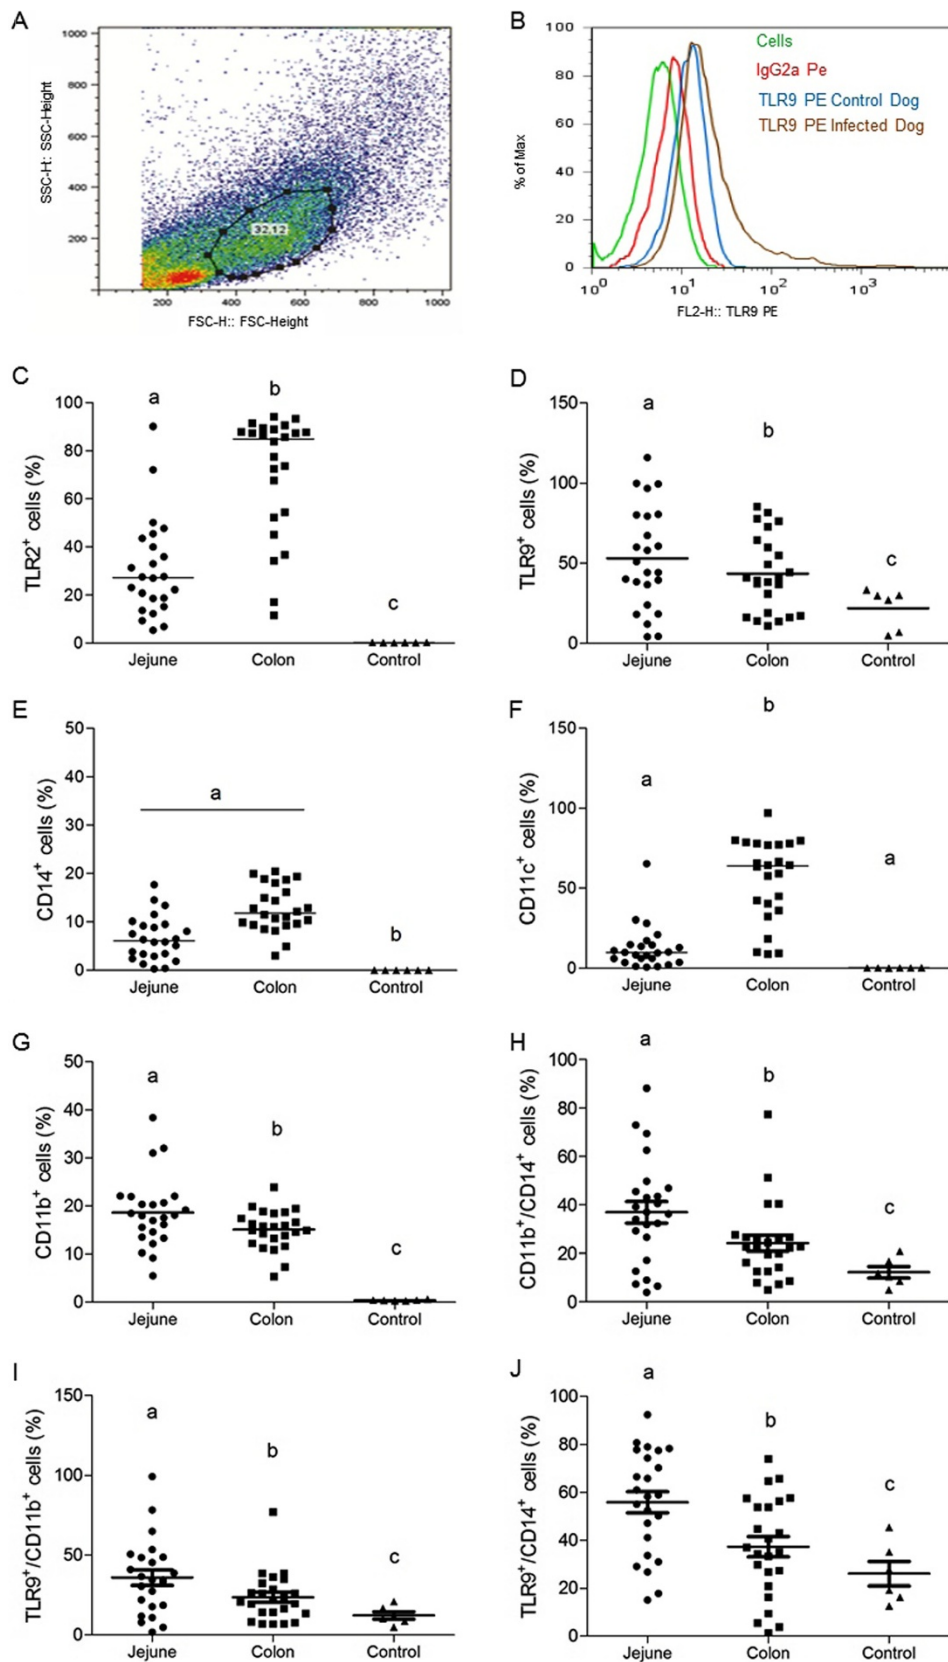 A
1000
800
600
400
200
SSC-H:: SSC-Height
32.12
200 400 600 800 1000
FSC-H:: FSC-Height
B
100
80
60
40
20
0
% of Max
Cells
IgG2a Pe
TLR9 PE Control Dog
TLR9 PE Infected Dog
10⁰ 10¹ 10² 10³
FL2-H:: TLR9 PE
C
100
80
60
40
20
0
TLR2⁺ cells (%)
a b c
Jejune Colon Control
D
150
100
50
0
TLR9⁺ cells (%)
a b c
Jejune Colon Control
E
50
40
30
20
10
0
CD14⁺ cells (%)
a b
Jejune Colon Control
F
150
100
50
0
CD11c⁺ cells (%)
a b a
Jejune Colon Control
G
50
40
30
20
10
0
CD11b⁺ cells (%)
a b c
Jejune Colon Control
H
100
80
60
40
20
0
CD11b⁺/CD14⁺ cells (%)
a b c
Jejune Colon Control
I
150
100
50
0
TLR9⁺/CD11b⁺ cells (%)
a b c
Jejune Colon Control
J
100
80
60
40
20
0
TLR9⁺/CD14⁺ cells (%)
a b c
Jejune Colon Control